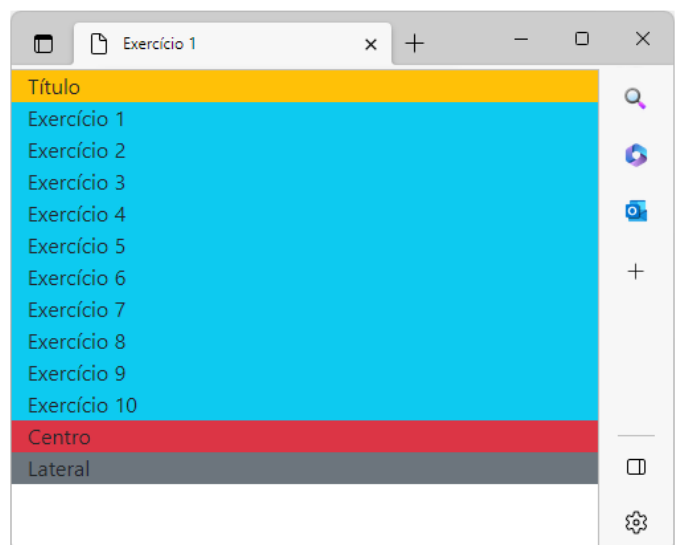 Exercício 1
Título
Exercício 1
Exercício 2
Exercício 3
Exercício 4
Exercício 5
Exercício 6
Exercício 7
Exercício 8
Exercício 9
Exercício 10
Centro
Lateral